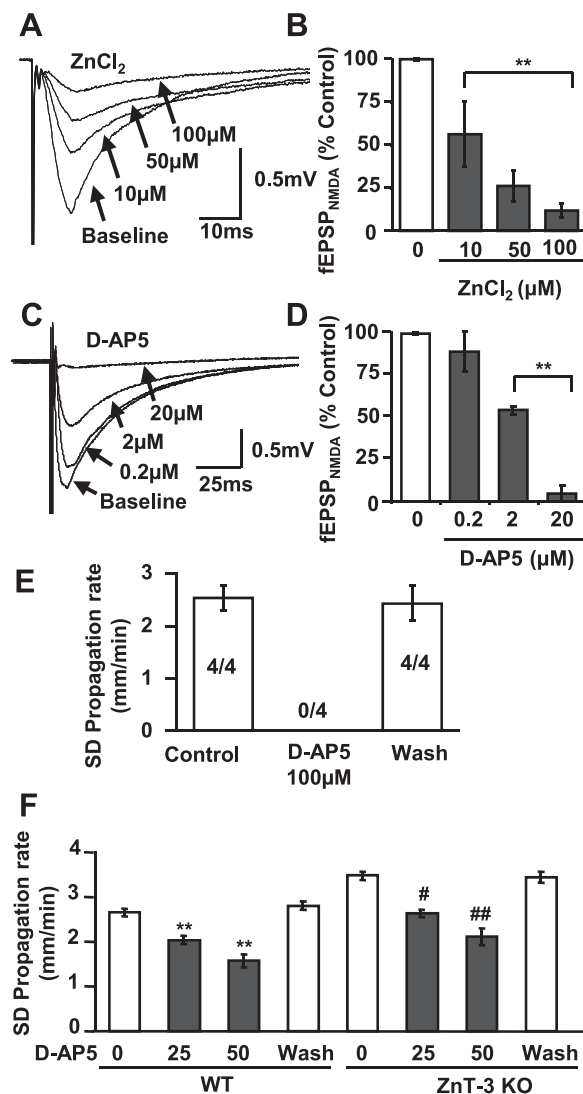 A
ZnCl2
100µM
50µM
10µM
Baseline
0.5mV
10ms
B
fEPSPNMDA (% Control)
100
75
50
25
0
**
0 10 50 100
ZnCl2 (µM)
C
D-AP5
20µM
2µM
0.2µM
Baseline
0.5mV
25ms
D
fEPSPNMDA (% Control)
100
75
50
25
0
**
0 0.2 2 20
D-AP5 (µM)
E
SD Propagation rate
(mm/min)
3
2
1
0
4/4
0/4
4/4
Control D-AP5 Wash
100µM
F
SD Propagation rate
(mm/min)
4
3
2
1
0
** ** # ##
D-AP5 0 25 50 Wash 0 25 50 Wash
WT ZnT-3 KO